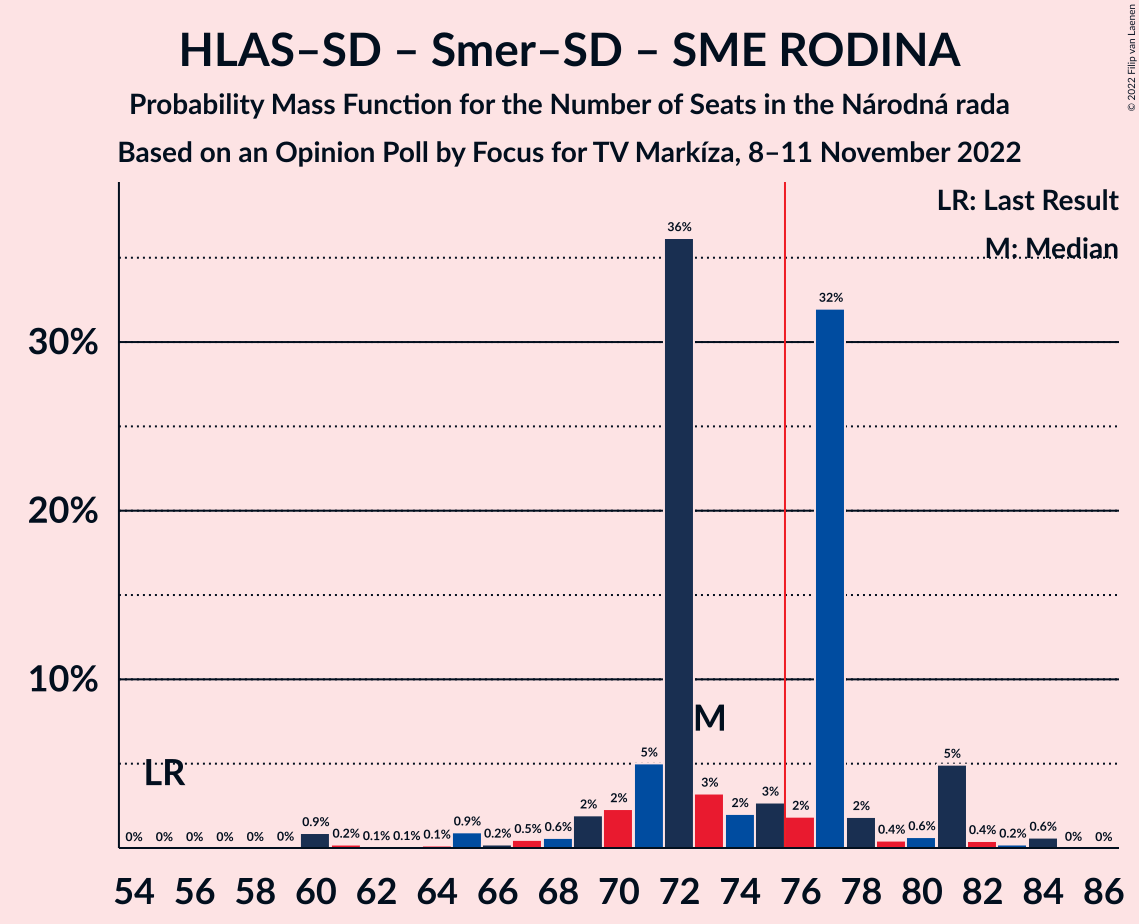 HLAS–SD – Smer–SD – SME RODINA
Probability Mass Function for the Number of Seats in the Národná rada
Based on an Opinion Poll by Focus for TV Markíza, 8–11 November 2022
© 2022 Filip van Laenen
LR: Last Result
M: Median
30%
20%
10%
LR
M
0% 0% 0% 0% 0% 0% 0.9% 0.2% 0.1% 0.1% 0.1% 0.9% 0.2% 0.5% 0.6% 2% 2% 5% 36% 3% 2% 3% 2% 32% 2% 0.4% 0.6% 5% 0.4% 0.2% 0.6% 0% 0%
54 56 58 60 62 64 66 68 70 72 74 76 78 80 82 84 86